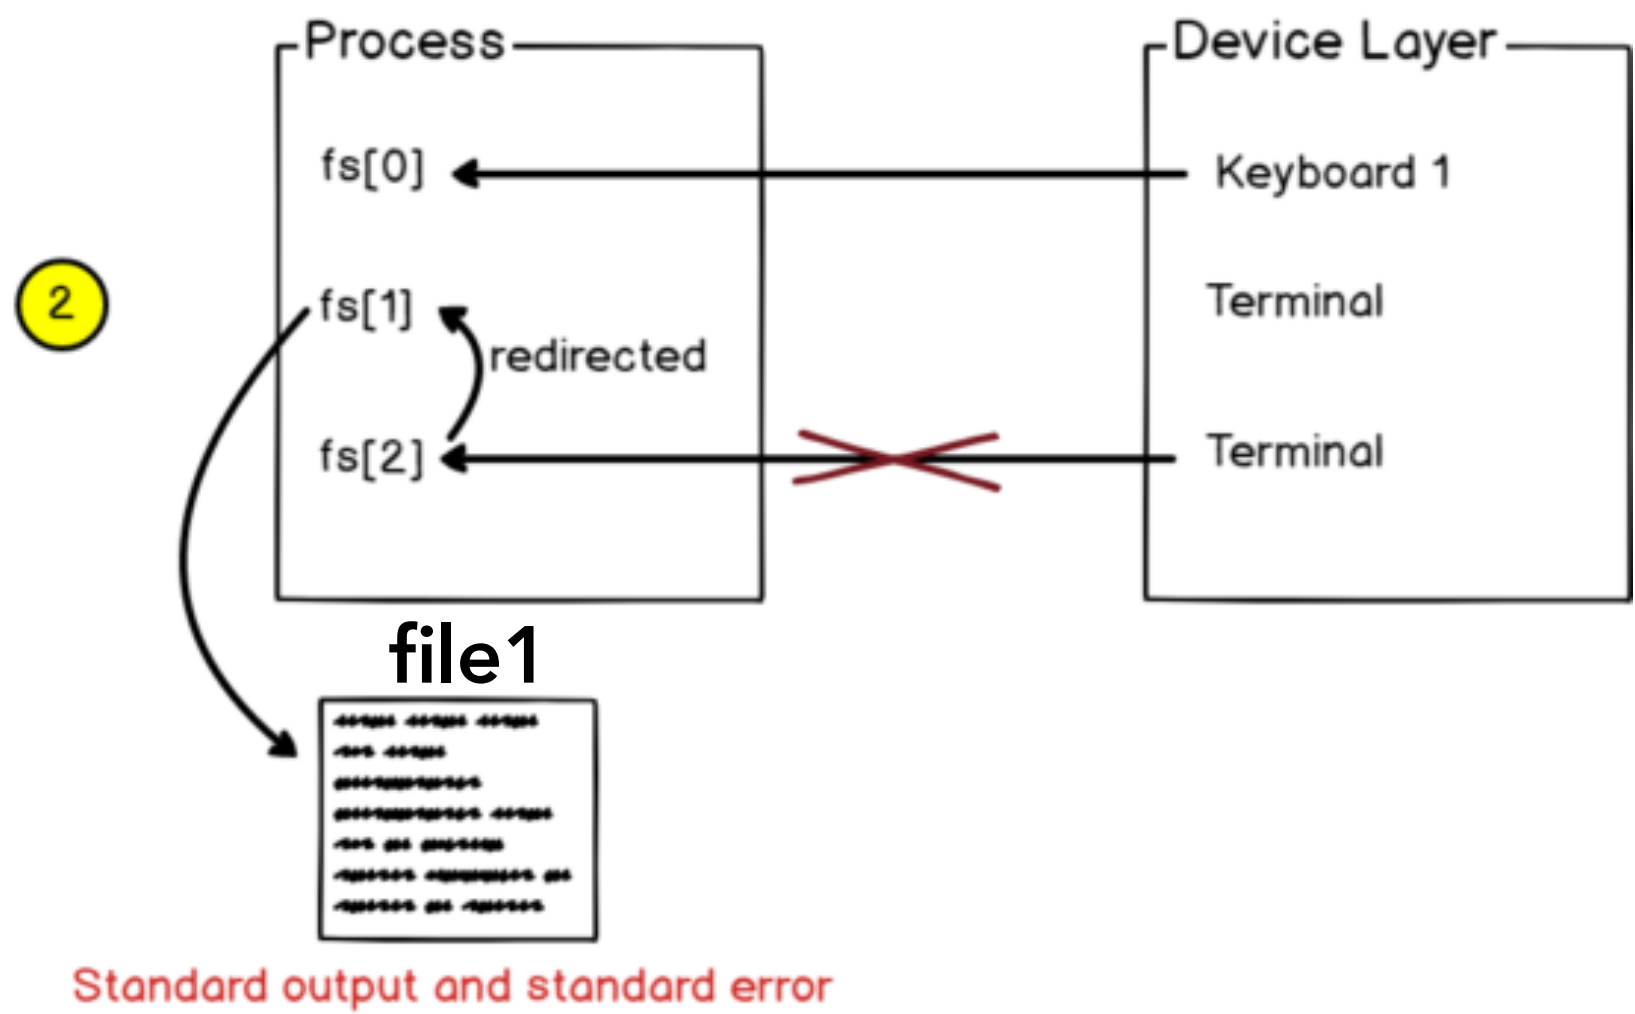 Process
Device Layer
fs[0]
Keyboard 1
2
fs[1]
Terminal
redirected
fs[2]
Terminal
file1
Standard output and standard error